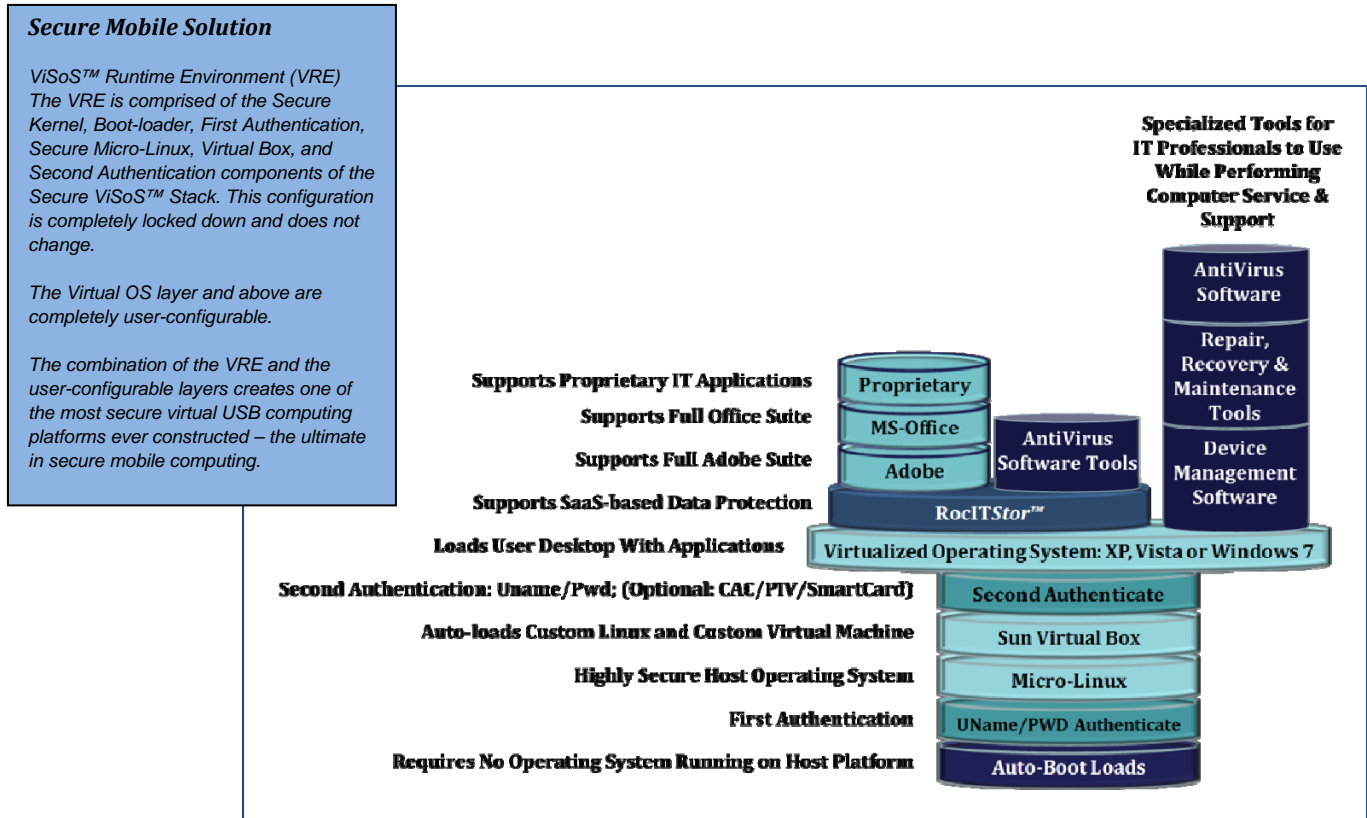 Secure Mobile Solution
ViSoS™ Runtime Environment (VRE)
The VRE is comprised of the Secure
Kernel, Boot-loader, First Authentication,
Secure Micro-Linux, Virtual Box, and
Second Authentication components of the
Secure ViSoS™ Stack. This configuration
is completely locked down and does not
change.
The Virtual OS layer and above are
completely user-configurable.
The combination of the VRE and the
user-configurable layers creates one of
the most secure virtual USB computing
platforms ever constructed – the ultimate
in secure mobile computing.
Specialized Tools for
IT Professionals to Use
While Performing
Computer Service &
Support
AntiVirus
Software
Repair,
Recovery &
Maintenance
Tools
Device
Management
Software
Supports Proprietary IT Applications
Proprietary
Supports Full Office Suite
MS-Office
Supports Full Adobe Suite
Adobe
AntiVirus
Software Tools
Supports SaaS-based Data Protection
RocITStor™
Loads User Desktop With Applications
Virtualized Operating System: XP, Vista or Windows 7
Second Authentication: Uname/Pwd; (Optional: CAC/PIV/SmartCard)
Second Authenticate
Auto-loads Custom Linux and Custom Virtual Machine
Sun Virtual Box
Highly Secure Host Operating System
Micro-Linux
First Authentication
UName/PWD Authenticate
Requires No Operating System Running on Host Platform
Auto-Boot Loads